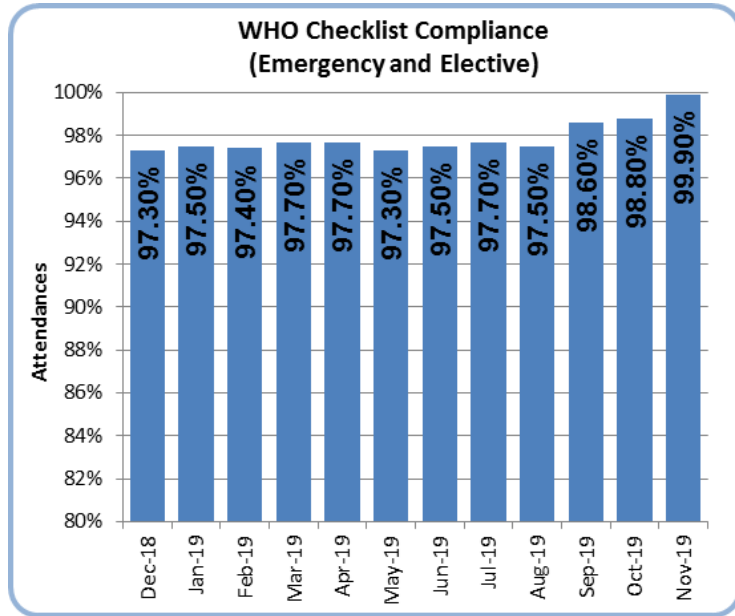 WHO Checklist Compliance
(Emergency and Elective)
Attendances
100%
98%
96%
94%
92%
90%
88%
86%
84%
82%
80%
97.30%
97.50%
97.40%
97.70%
97.70%
97.30%
97.50%
97.70%
97.50%
98.60%
98.80%
99.90%
Dec-18
Jan-19
Feb-19
Mar-19
Apr-19
May-19
Jun-19
Jul-19
Aug-19
Sep-19
Oct-19
Nov-19